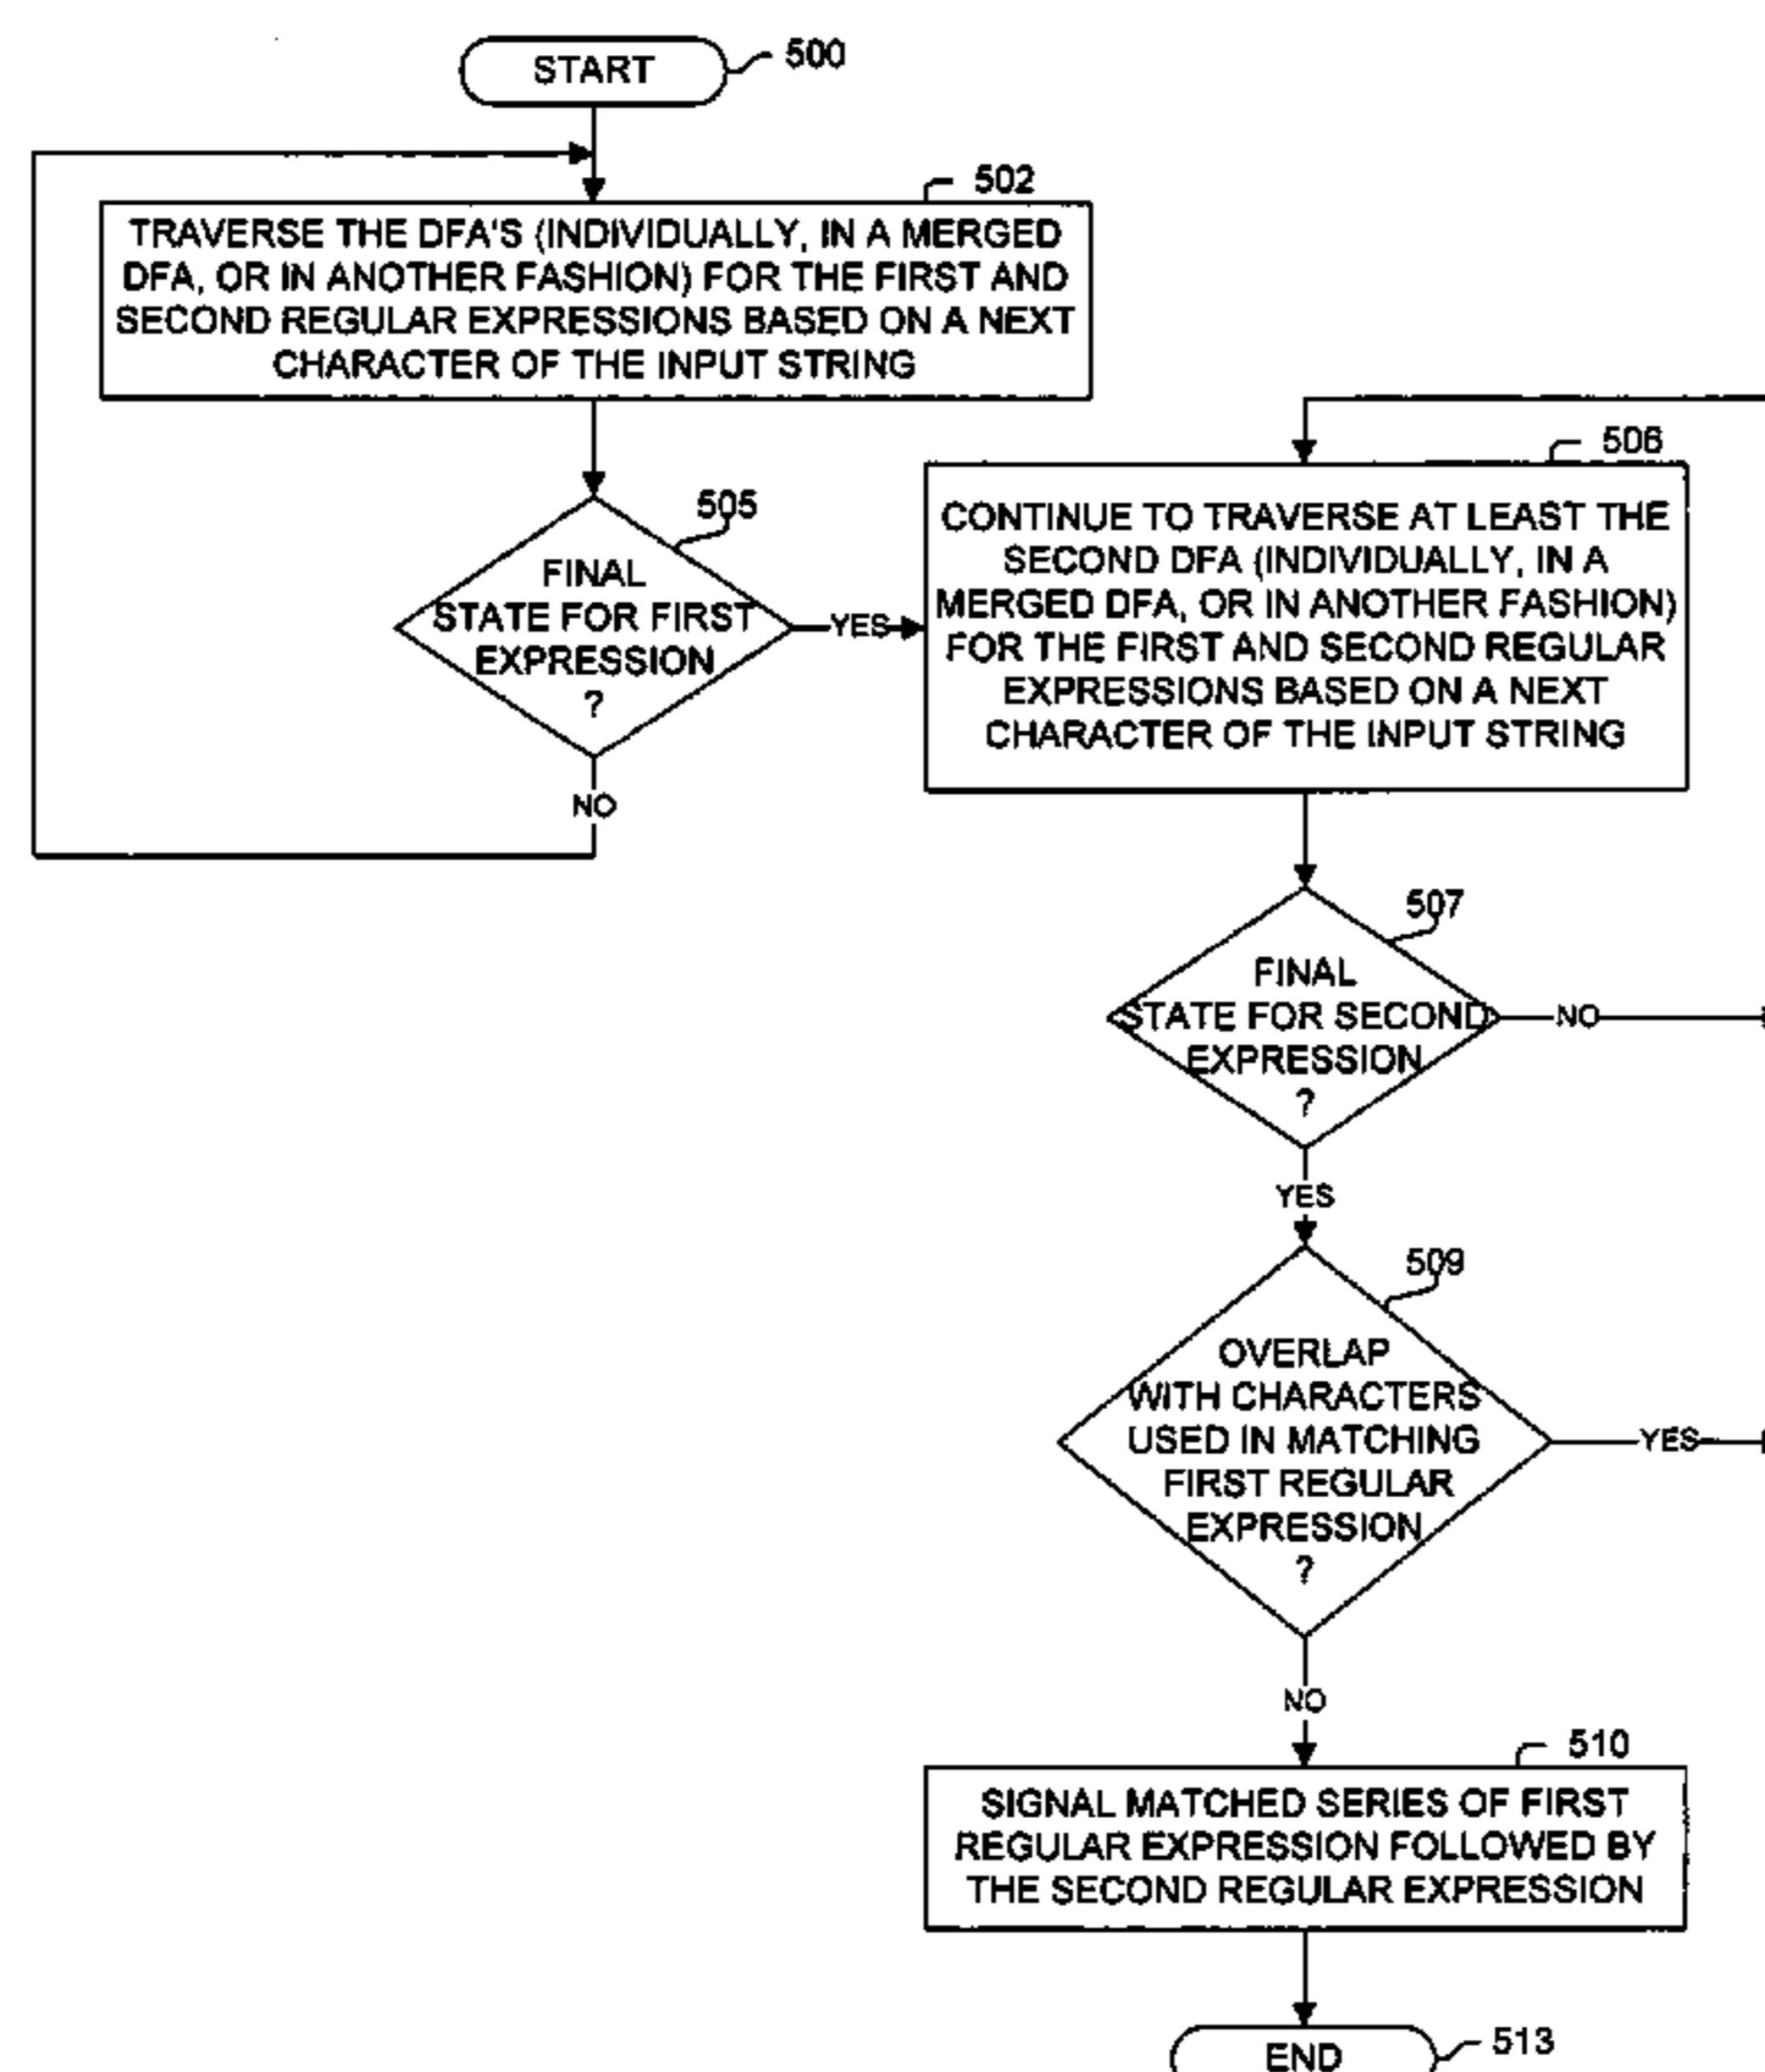 START
500
502
TRAVERSE THE DFA'S (INDIVIDUALLY, IN A MERGED
DFA, OR IN ANOTHER FASHION) FOR THE FIRST AND
SECOND REGULAR EXPRESSIONS BASED ON A NEXT
CHARACTER OF THE INPUT STRING
505
FINAL
STATE FOR FIRST
EXPRESSION
?
YES
NO
506
CONTINUE TO TRAVERSE AT LEAST THE
SECOND DFA (INDIVIDUALLY, IN A
MERGED DFA, OR IN ANOTHER FASHION)
FOR THE FIRST AND SECOND REGULAR
EXPRESSIONS BASED ON A NEXT
CHARACTER OF THE INPUT STRING
507
FINAL
STATE FOR SECOND
EXPRESSION
?
NO
YES
509
OVERLAP
WITH CHARACTERS
USED IN MATCHING
FIRST REGULAR
EXPRESSION
?
YES
NO
510
SIGNAL MATCHED SERIES OF FIRST
REGULAR EXPRESSION FOLLOWED BY
THE SECOND REGULAR EXPRESSION
END
513